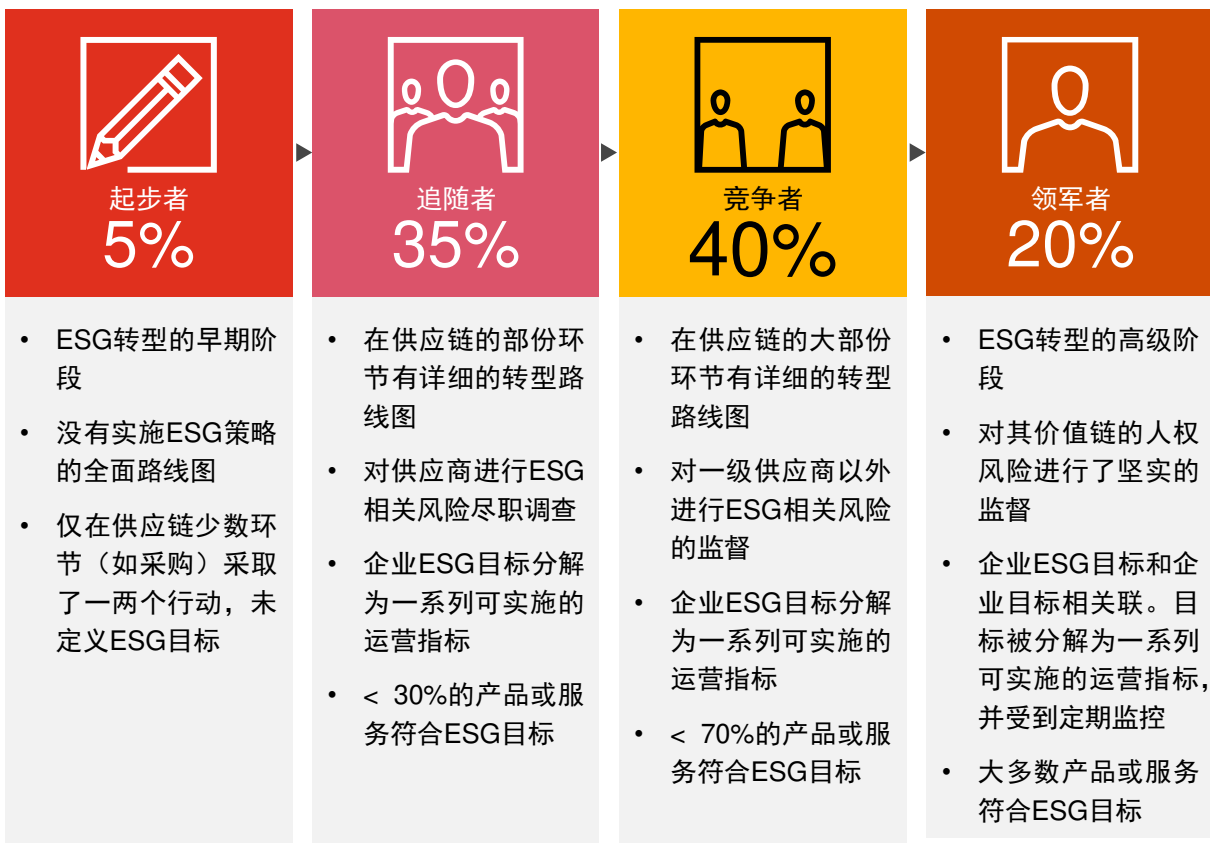 起步者
5%
• ESG转型的早期阶
段
• 没有实施ESG策略
的全面路线图
• 仅在供应链少数环
节（如采购）采取
了一两个行动，未
定义ESG目标
追随者
35%
• 在供应链的部份环
节有详细的转型路
线图
• 对供应商进行ESG
相关风险尽职调查
• 企业ESG目标分解
为一系列可实施的
运营指标
• < 30%的产品或服
务符合ESG目标
竞争者
40%
• 在供应链的大部份
环节有详细的转型
路线图
• 对一级供应商以外
进行ESG相关风险
的监督
• 企业ESG目标分解
为一系列可实施的
运营指标
• < 70%的产品或服
务符合ESG目标
领军者
20%
• ESG转型的高级阶
段
• 对其价值链的人权
风险进行了坚实的
监督
• 企业ESG目标和企
业目标相关联。目
标被分解为一系列
可实施的运营指标，
并受到定期监控
• 大多数产品或服务
符合ESG目标